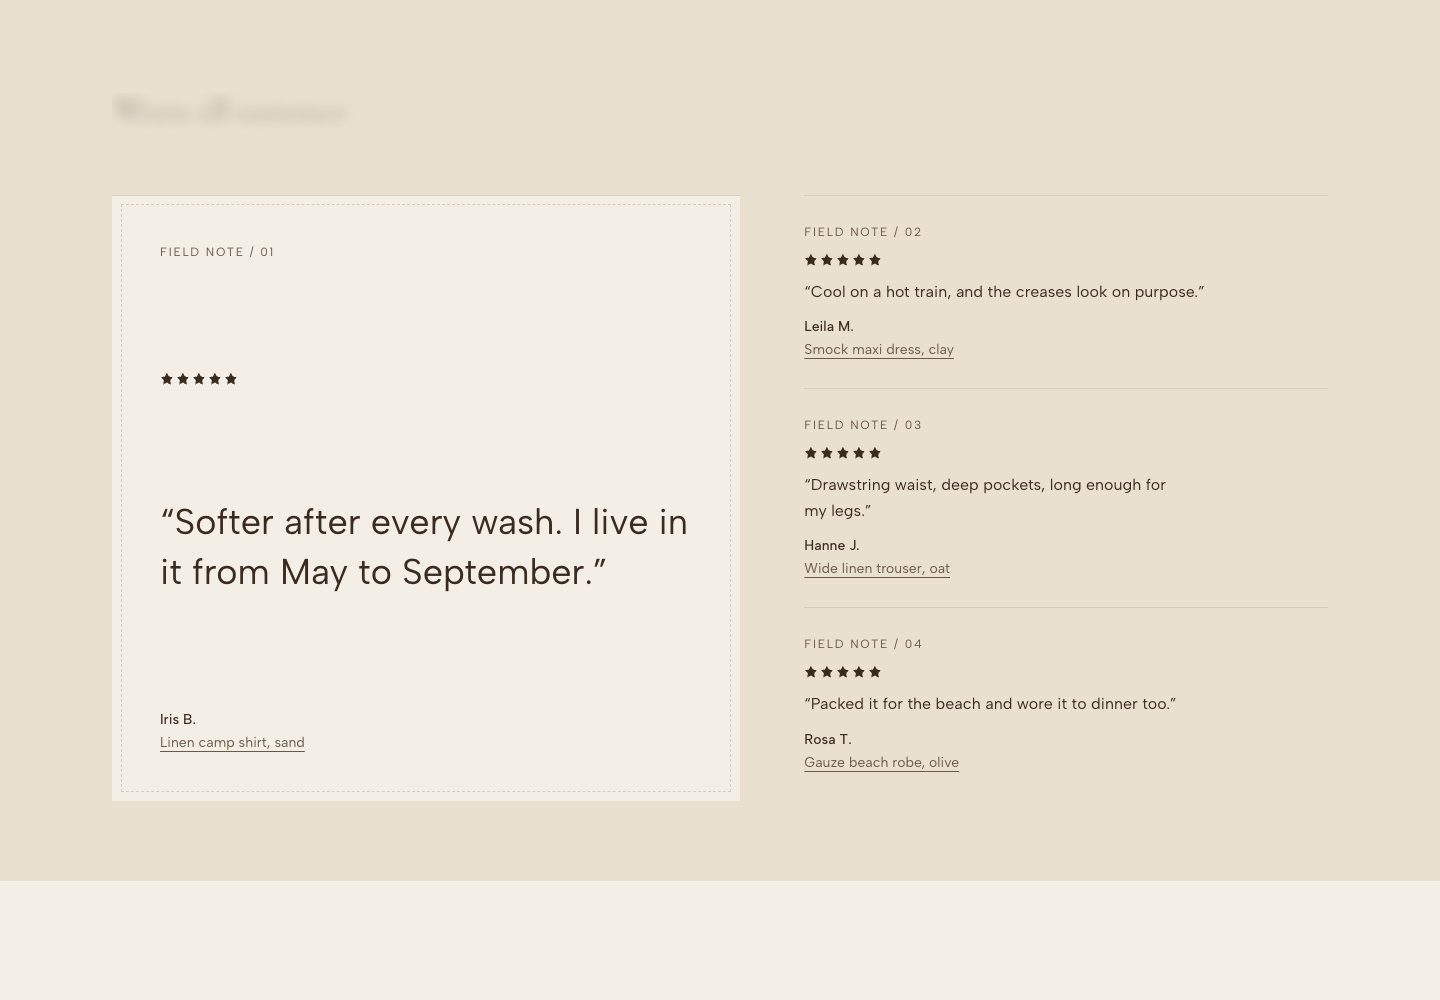 FIELD NOTE / 01
“Softer after every wash. I live in
it from May to September.”
Iris B.
Linen camp shirt, sand
FIELD NOTE / 02
“Cool on a hot train, and the creases look on purpose.”
Leila M.
Smock maxi dress, clay
FIELD NOTE / 03
“Drawstring waist, deep pockets, long enough for
my legs.”
Hanne J.
Wide linen trouser, oat
FIELD NOTE / 04
“Packed it for the beach and wore it to dinner too.”
Rosa T.
Gauze beach robe, olive